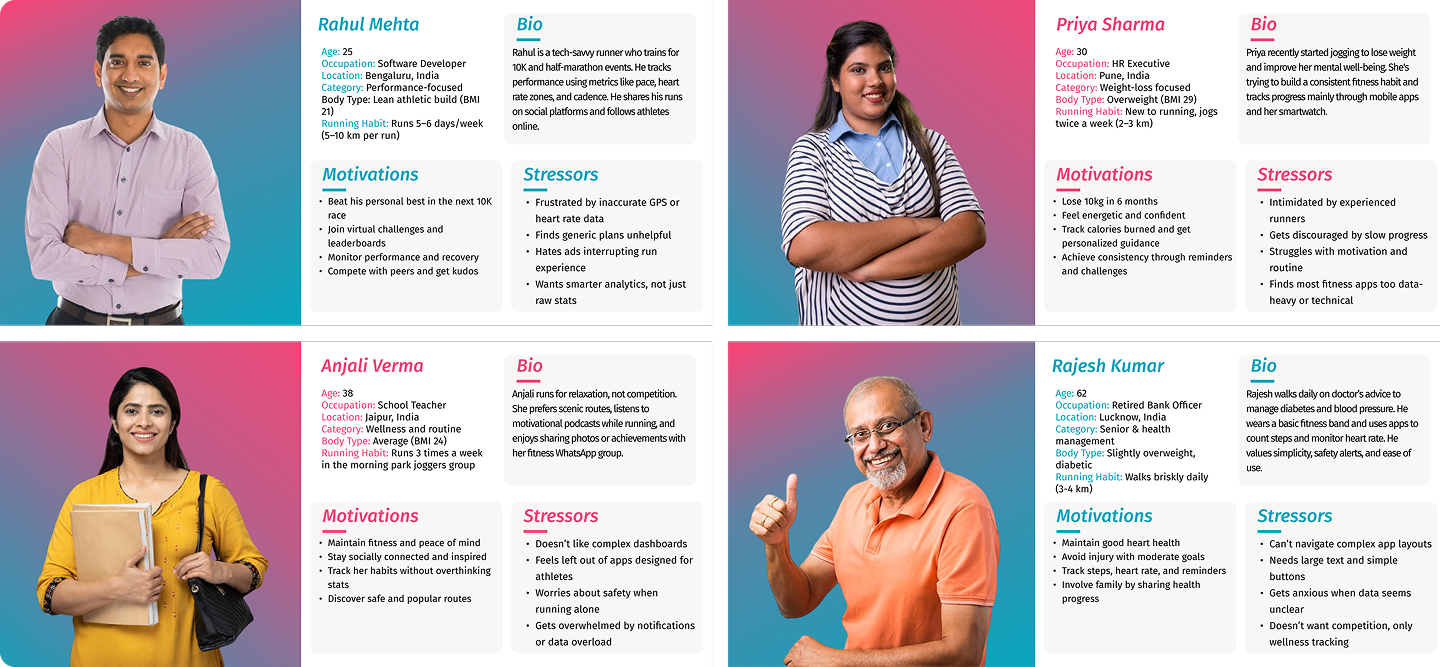 Rahul Mehta
Age: 25
Occupation: Software Developer
Location: Bengaluru, India
Category: Performance-focused
Body Type: Lean athletic build (BMI
21)
Running Habit: Runs 5–6 days/week
(5–10 km per run)
Bio
Rahul is a tech-savvy runner who trains for
10K and half-marathon events. He tracks
performance using metrics like pace, heart
rate zones, and cadence. He shares his runs
on social platforms and follows athletes
online.
Motivations
• Beat his personal best in the next 10K
race
• Join virtual challenges and
leaderboards
• Monitor performance and recovery
• Compete with peers and get kudos
Stressors
• Frustrated by inaccurate GPS or
heart rate data
• Finds generic plans unhelpful
• Hates ads interrupting run
experience
• Wants smarter analytics, not just
raw stats
Priya Sharma
Age: 30
Occupation: HR Executive
Location: Pune, India
Category: Weight-loss focused
Body Type: Overweight (BMI 29)
Running Habit: New to running, jogs
twice a week (2–3 km)
Bio
Priya recently started jogging to lose weight
and improve her mental well-being. She's
trying to build a consistent fitness habit and
tracks progress mainly through mobile apps
and her smartwatch.
Motivations
• Lose 10kg in 6 months
• Feel energetic and confident
• Track calories burned and get
personalized guidance
• Achieve consistency through reminders
and challenges
Stressors
• Intimidated by experienced
runners
• Gets discouraged by slow progress
• Struggles with motivation and
routine
• Finds most fitness apps too data-
heavy or technical
Anjali Verma
Age: 38
Occupation: School Teacher
Location: Jaipur, India
Category: Wellness and routine
Body Type: Average (BMI 24)
Running Habit: Runs 3 times a week
in the morning park joggers group
Bio
Anjali runs for relaxation, not competition.
She prefers scenic routes, listens to
motivational podcasts while running, and
enjoys sharing photos or achievements with
her fitness WhatsApp group.
Motivations
• Maintain fitness and peace of mind
• Stay socially connected and inspired
• Track her habits without overthinking
stats
• Discover safe and popular routes
Stressors
• Doesn't like complex dashboards
• Feels left out of apps designed for
athletes
• Worries about safety when
running alone
• Gets overwhelmed by notifications
or data overload
Rajesh Kumar
Age: 62
Occupation: Retired Bank Officer
Location: Lucknow, India
Category: Senior & health
management
Body Type: Slightly overweight,
diabetic
Running Habit: Walks briskly daily
(3-4 km)
Bio
Rajesh walks daily on doctor's advice to
manage diabetes and blood pressure. He
wears a basic fitness band and uses apps to
count steps and monitor heart rate. He
values simplicity, safety alerts, and ease of
use.
Motivations
• Maintain good heart health
• Avoid injury with moderate goals
• Track steps, heart rate, and reminders
• Involve family by sharing health
progress
Stressors
• Can't navigate complex app layouts
• Needs large text and simple
buttons
• Gets anxious when data seems
unclear
• Doesn't want competition, only
wellness tracking